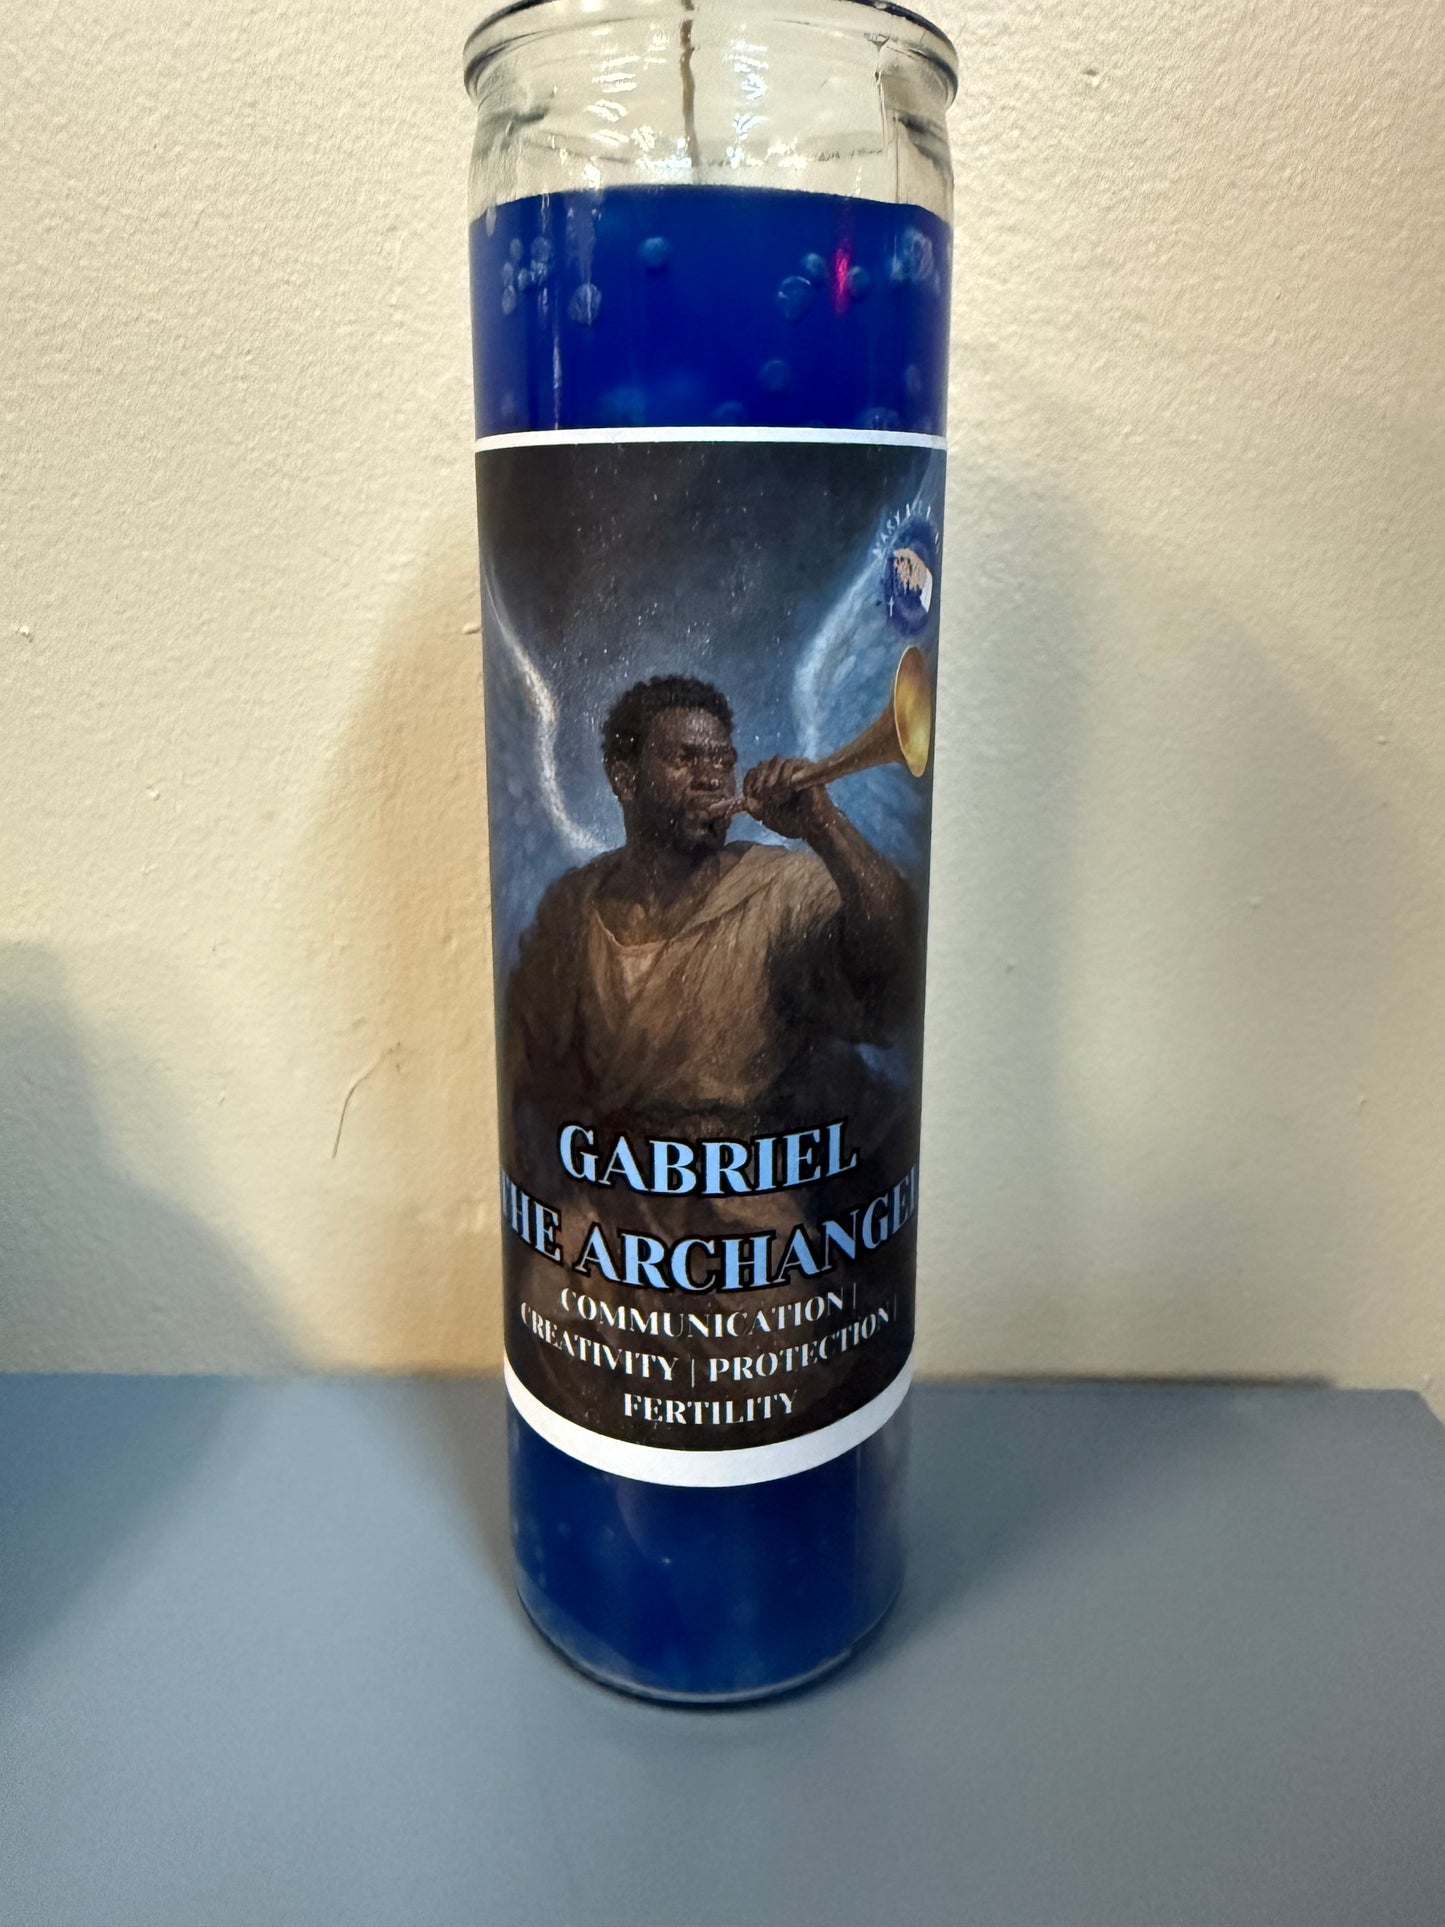 GABRIEL
THE ARCHANGEL
COMMUNICATION |
CREATIVITY | PROTECTION |
FERTILITY